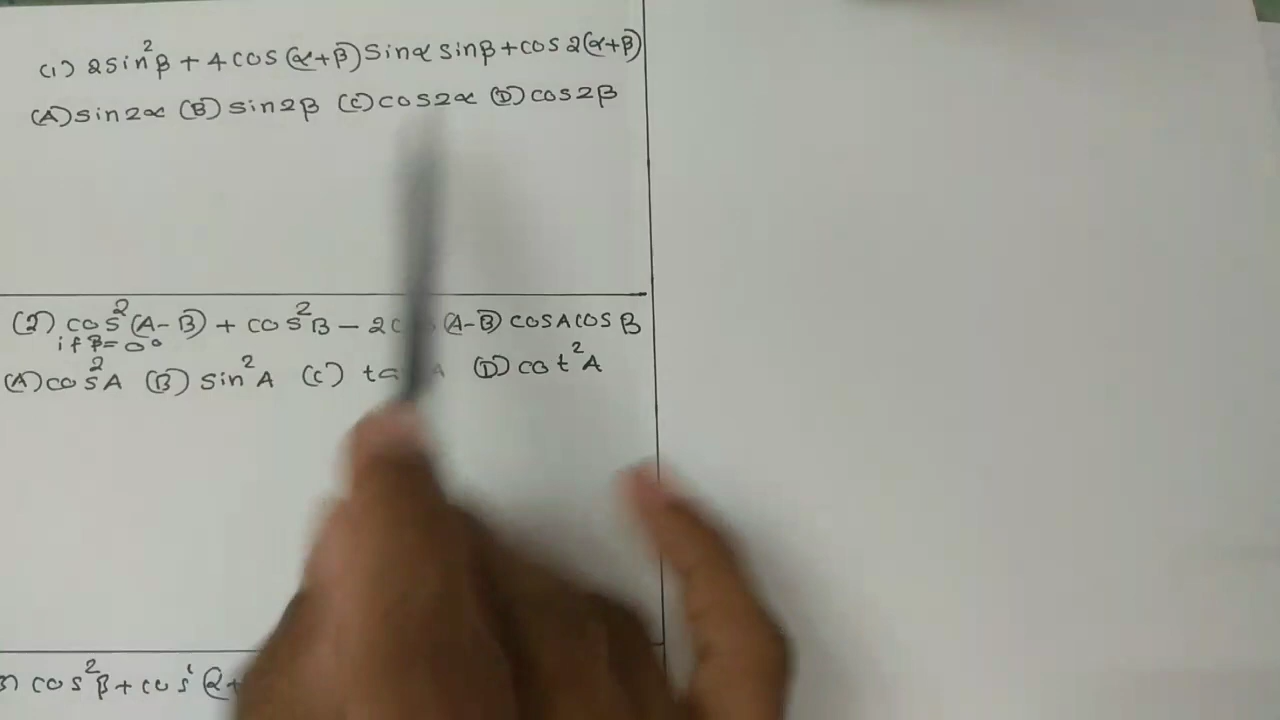 (1) 2sin²β + 4cos(α+β)sinα sinβ + cos2(α+β)
(A) sin2α (B) sin2β (C) cos2α (D) cos2β
(2) cos²(A-B) + cos²B - 2 (A-B) cosAcosB
if B=0°
(A) cos²A (B) sin²A (C) A (D) cot²A
cos²β + cos